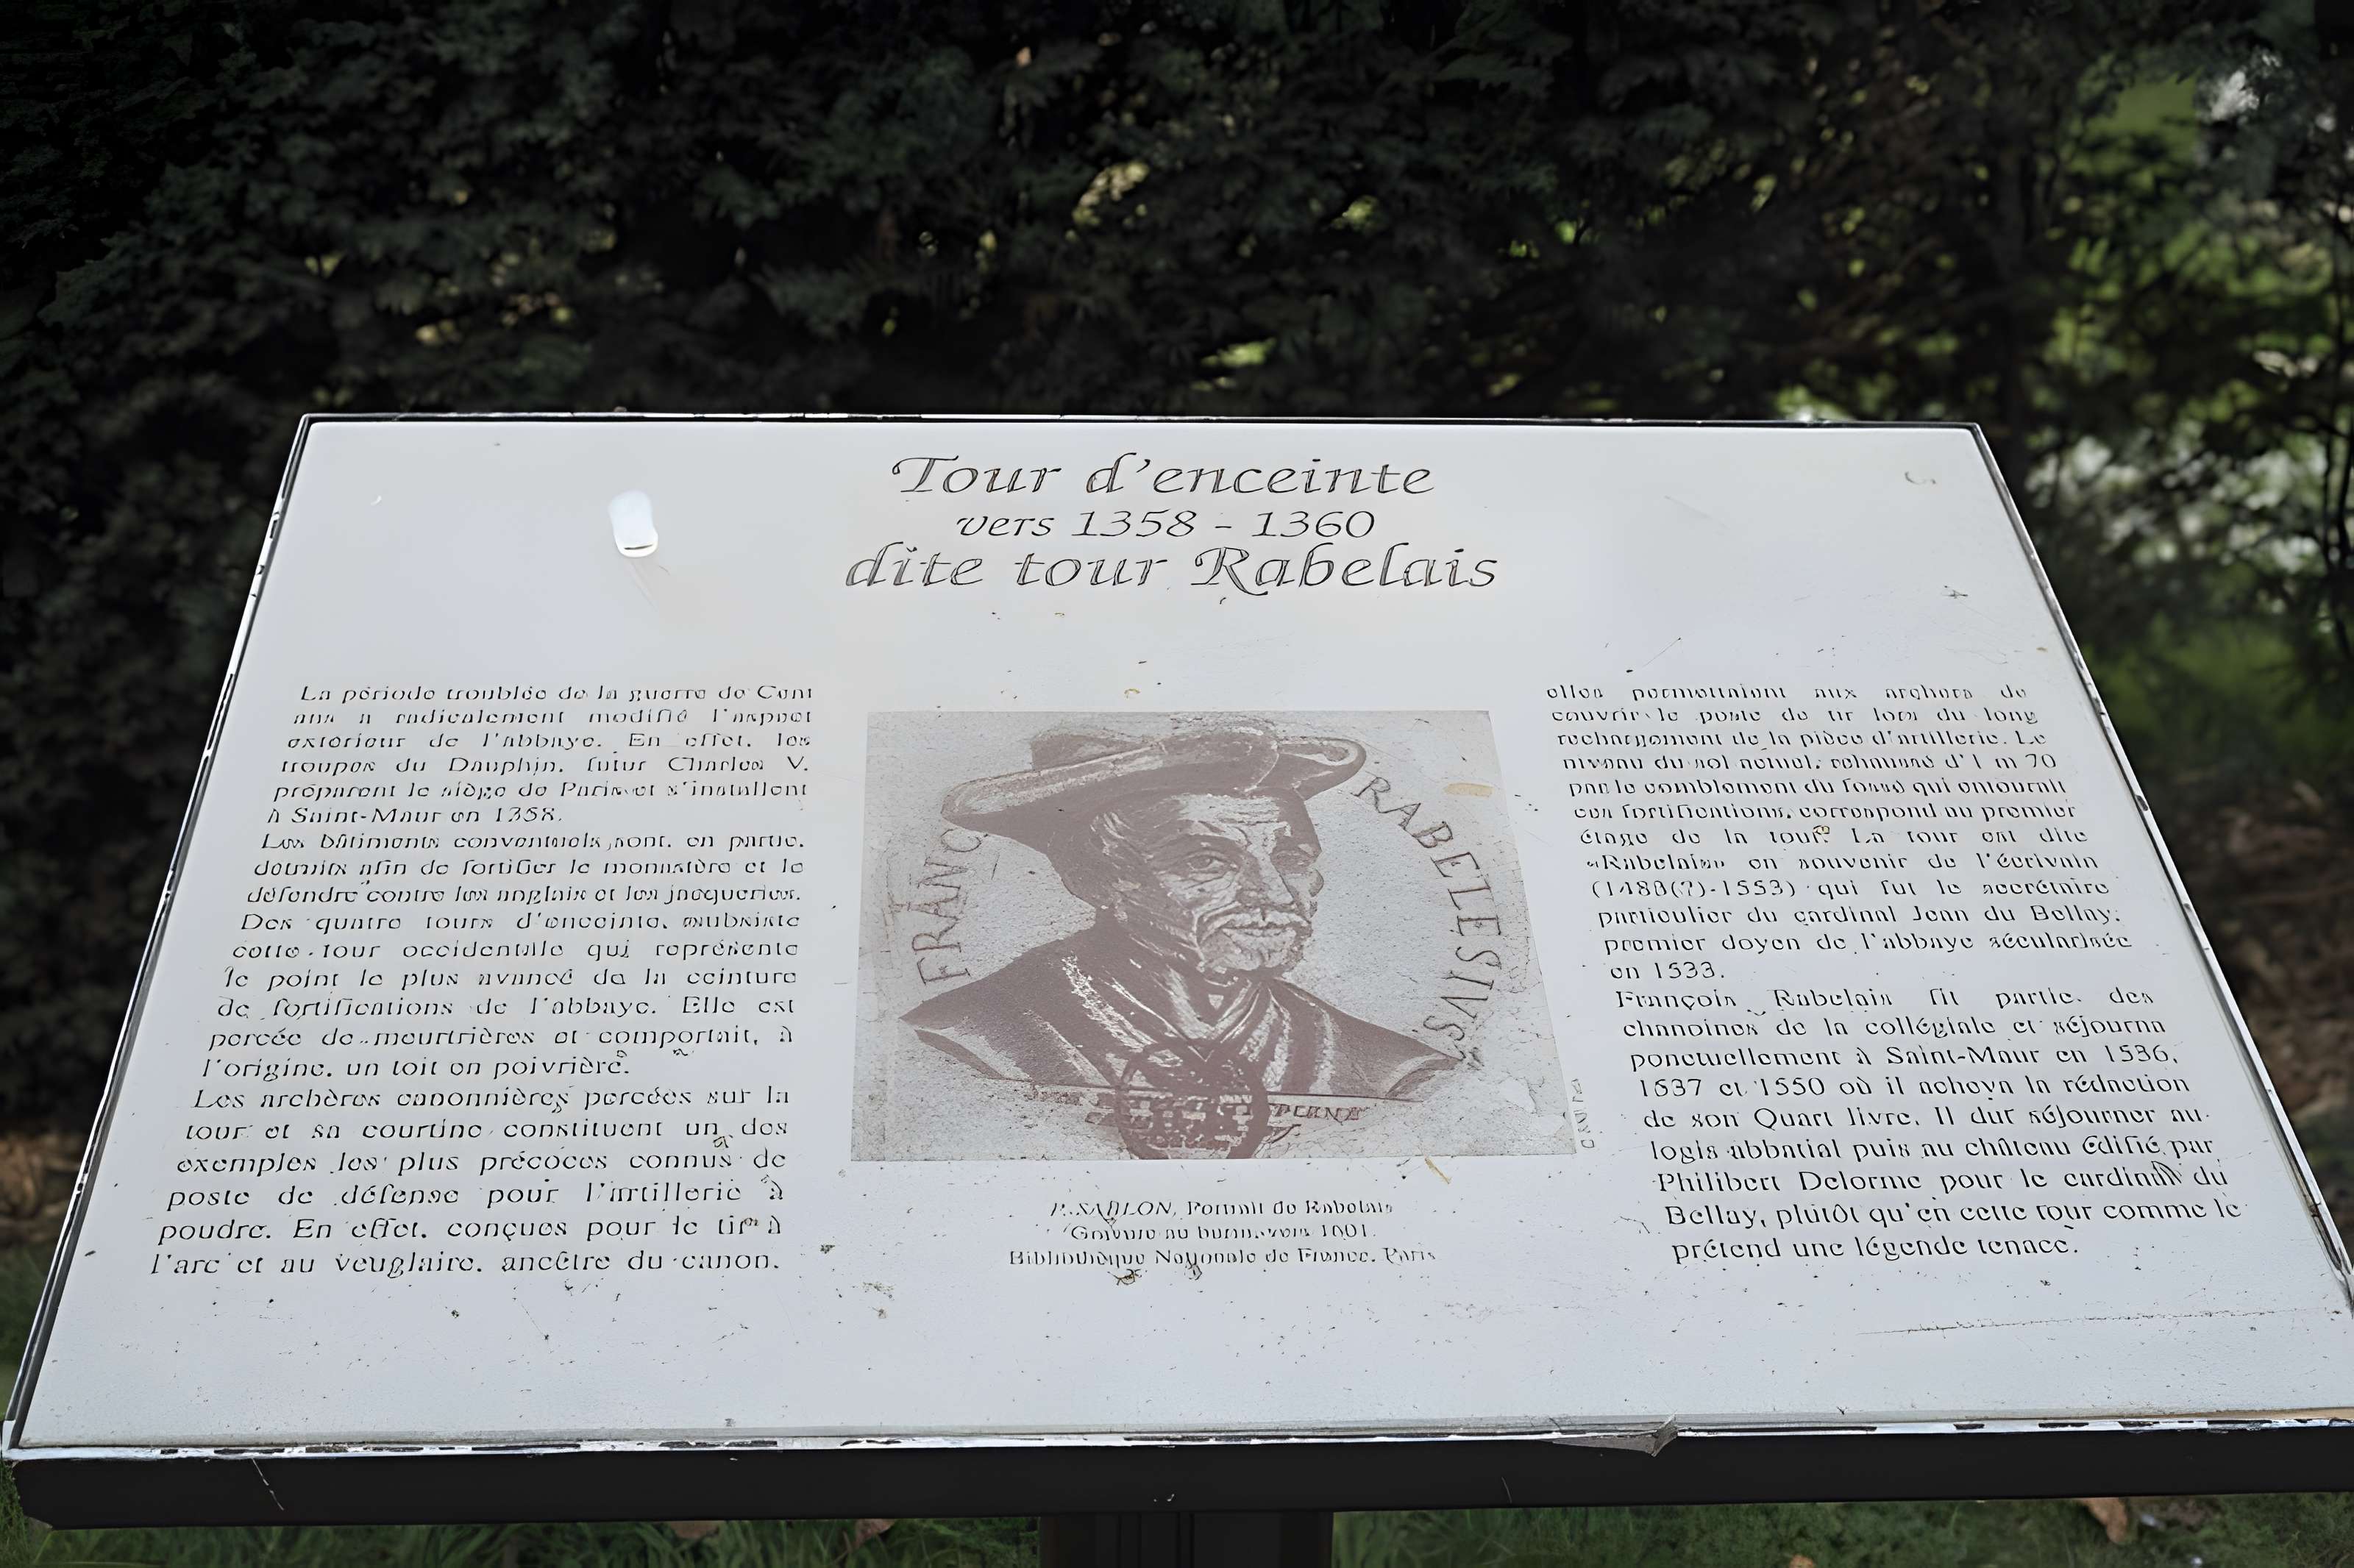 Tour d'enceinte
vers 1358 - 1360
dite tour Rabelais
La période troublée de la guerre de Cent
ans a radicalement modifié l'aspect
extérieur de l'abbaye. En effet, les
troupes du Dauphin, futur Charles V,
préparent le siège de Paris et s'installent
à Saint-Maur en 1358.
Les bâtiments conventuels sont, en partie,
détruits afin de fortifier le monastère et le
défendre contre les anglais et les jacqueries.
Des quatre tours d'enceinte, subsiste
cette tour occidentale qui représente
le point le plus avancé de la ceinture
de fortifications de l'abbaye. Elle est
percée de meurtrières et comportait, à
l'origine, un toit en poivrière.
Les archères canonnières percées sur la
tour et sa courtine constituent un des
exemples les plus précoces connus de
poste de défense pour l'artillerie à
poudre. En effet, conçues pour le tir à
l'arc et au veuglaire, ancêtre du canon,
FRANC
RABELESIVS
P. SABLON, Portrait de Rabelais
Gravure au burin, vers 1601.
Bibliothèque Nationale de France, Paris
elles permettaient aux archers de
couvrir le poste de tir lors du long
rechargement de la pièce d'artillerie. Le
niveau du sol actuel, rehaussé d'1 m 70
par le comblement du fossé qui entourait
ces fortifications, correspond au premier
étage de la tour. La tour est dite
«Rabelais» en souvenir de l'écrivain
(1488(?)-1553) qui fut le secrétaire
particulier du cardinal Jean du Bellay,
premier doyen de l'abbaye sécularisée
en 1533.
François Rabelais fit partie des
chanoines de la collégiale et séjourna
ponctuellement à Saint-Maur en 1536,
1537 et 1550 où il acheva la rédaction
de son Quart livre. Il dut séjourner au
logis abbatial puis au château édifié par
Philibert Delorme pour le cardinal du
Bellay, plutôt qu'en cette tour comme le
prétend une légende tenace.